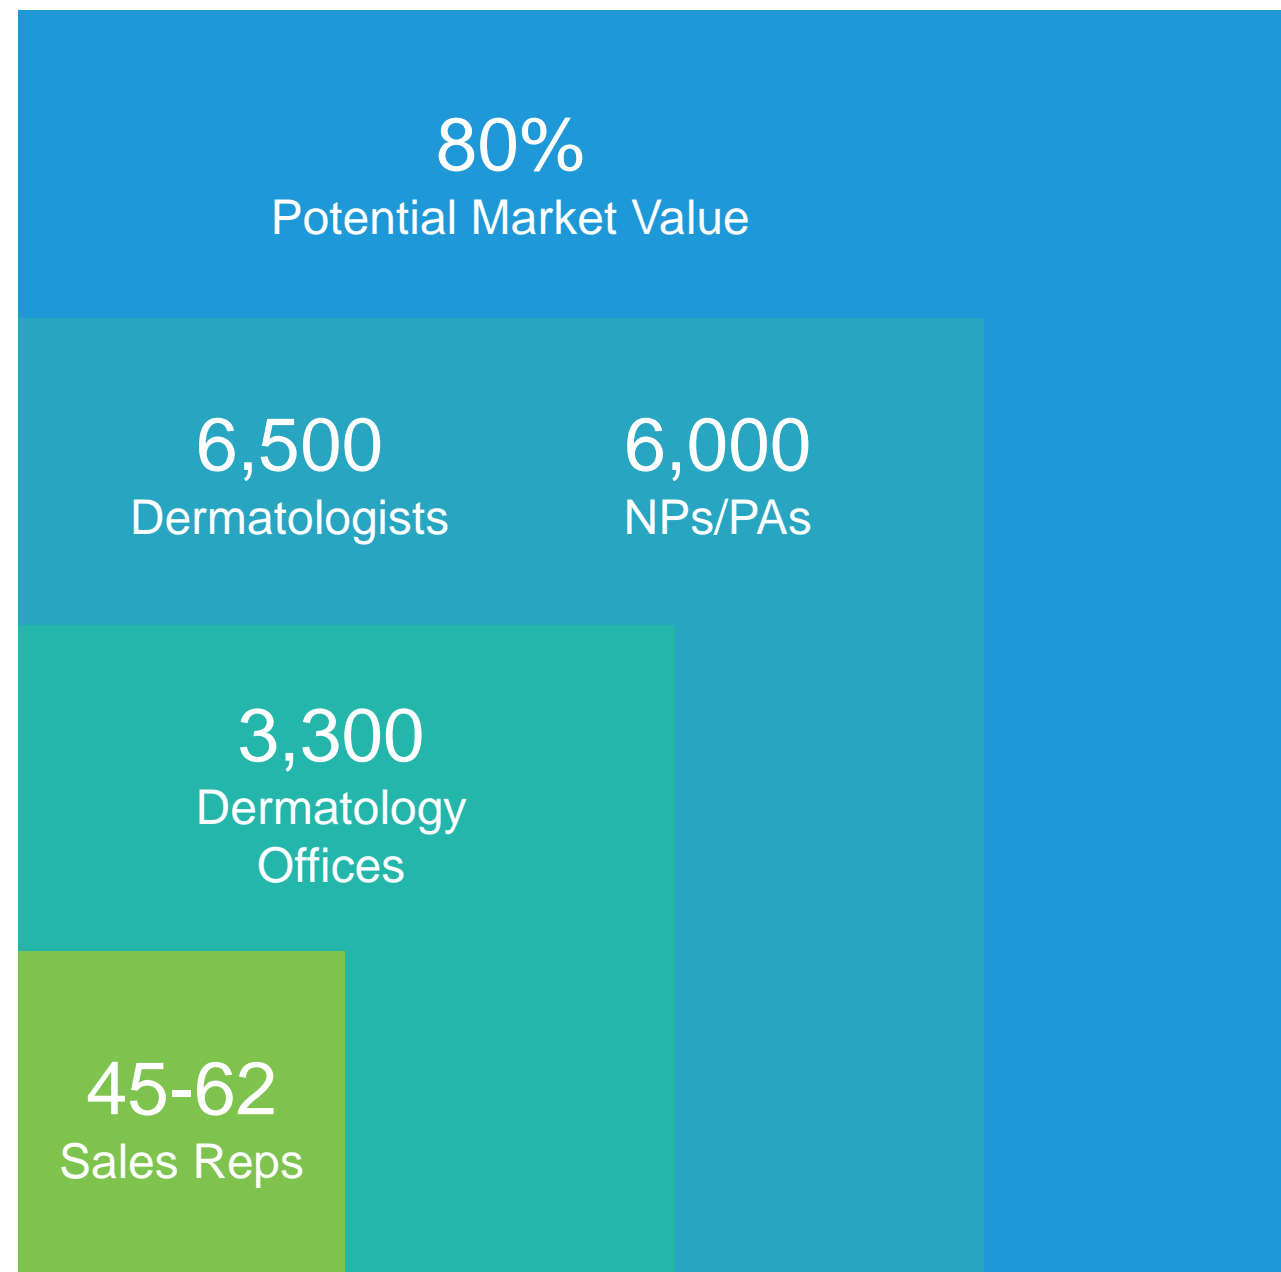 80%
Potential Market Value
6,500
Dermatologists
6,000
NPs/PAs
3,300
Dermatology
Offices
45-62
Sales Reps